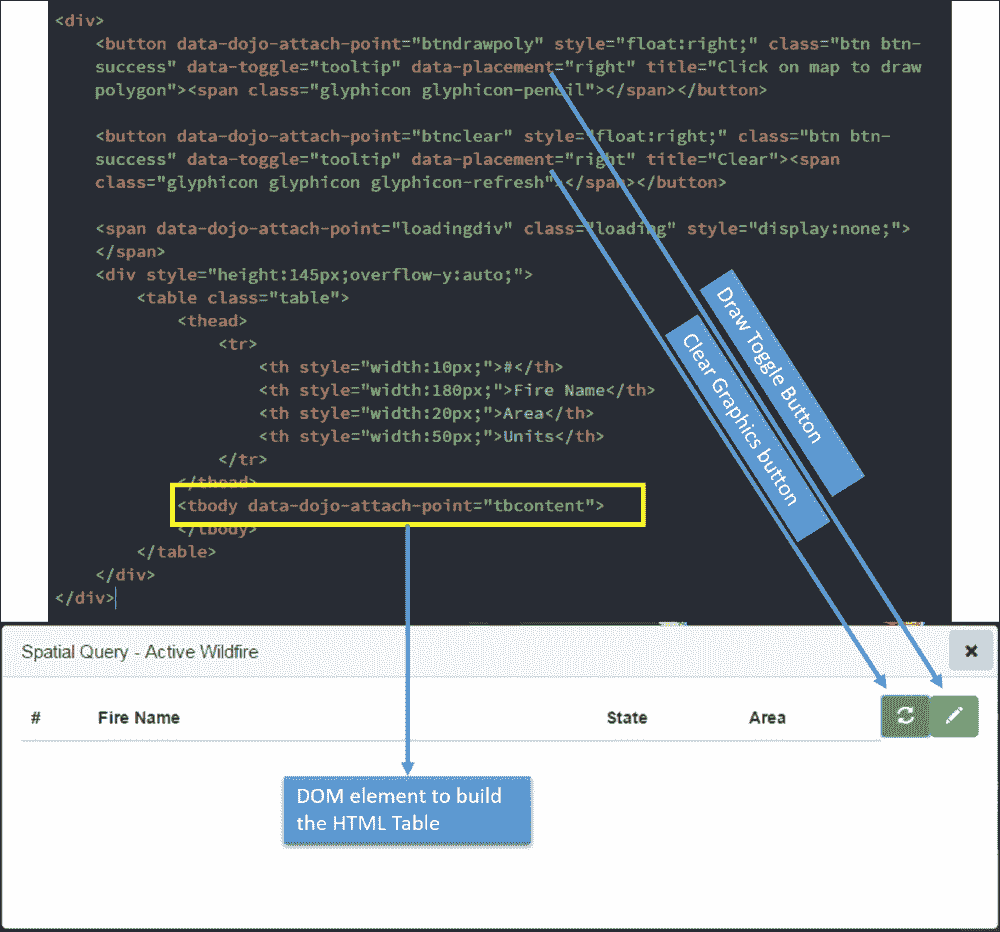 <div>
<button data-dojo-attach-point="btndrawpoly" style="float:right;" class="btn btn-
success" data-toggle="tooltip" data-placement="right" title="Click on map to draw
polygon"><span class="glyphicon glyphicon-pencil"></span></button>
<button data-dojo-attach-point="btnclear" style="float:right;" class="btn btn-
success" data-toggle="tooltip" data-placement="right" title="Clear"><span
class="glyphicon glyphicon glyphicon-refresh"></span></button>
<span data-dojo-attach-point="loadingdiv" class="loading" style="display:none;">
</span>
<div style="height:145px;overflow-y:auto;">
<table class="table">
<thead>
<tr>
<th style="width:10px;">#</th>
<th style="width:180px;">Fire Name</th>
<th style="width:20px;">Area</th>
<th style="width:50px;">Units</th>
</tr>
</thead>
<tbody data-dojo-attach-point="tbcontent">
</tbody>
</table>
</div>
</div>
Draw Toggle Button
Clear Graphics button
Spatial Query - Active Wildfire
# Fire Name State Area
DOM element to build
the HTML Table